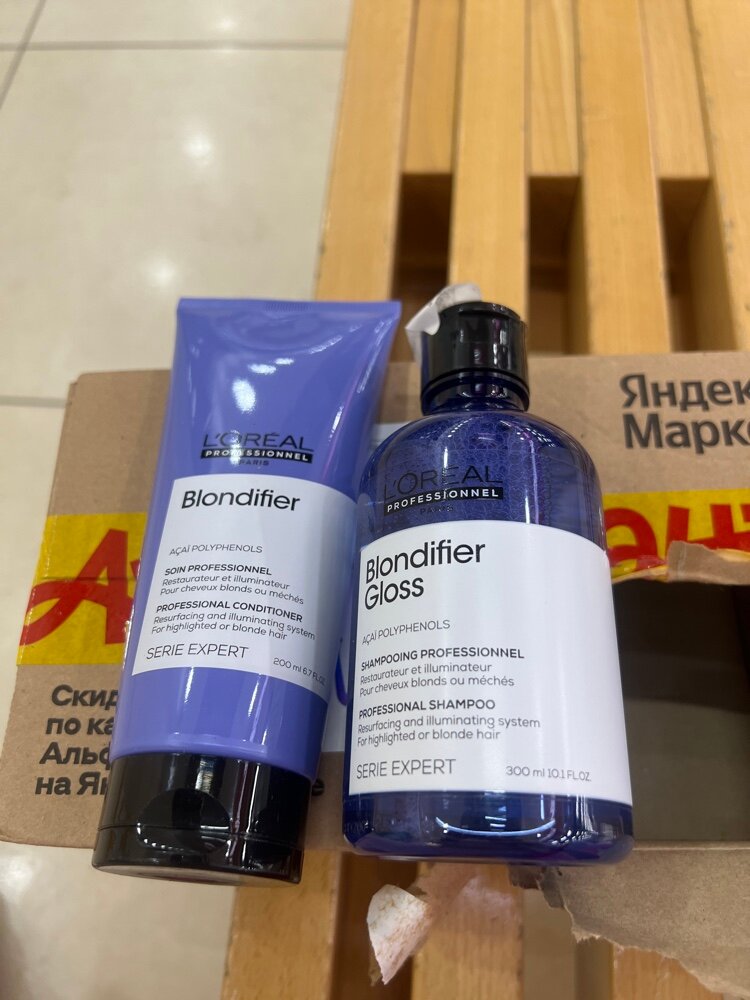 L'ORÉAL
PROFESSIONNEL
PARIS
Blondifier
AÇAÍ POLYPHENOLS
SOIN PROFESSIONNEL
Restaurateur et illuminateur
Pour cheveux blonds ou méchés
PROFESSIONAL CONDITIONER
Resurfacing and illuminating system
For highlighted or blonde hair
SERIE EXPERT
200 ml 6.7 FL.OZ.
L'ORÉAL
PROFESSIONNEL
PARIS
Blondifier
Gloss
AÇAÍ POLYPHENOLS
SHAMPOOING PROFESSIONNEL
Restaurateur et illuminateur
Pour cheveux blonds ou méchés
PROFESSIONAL SHAMPOO
Resurfacing and illuminating system
For highlighted or blonde hair
SERIE EXPERT
300 ml 10.1 FL.OZ.
Яндек
Марк
Скид
по ка
Альф
на Ян